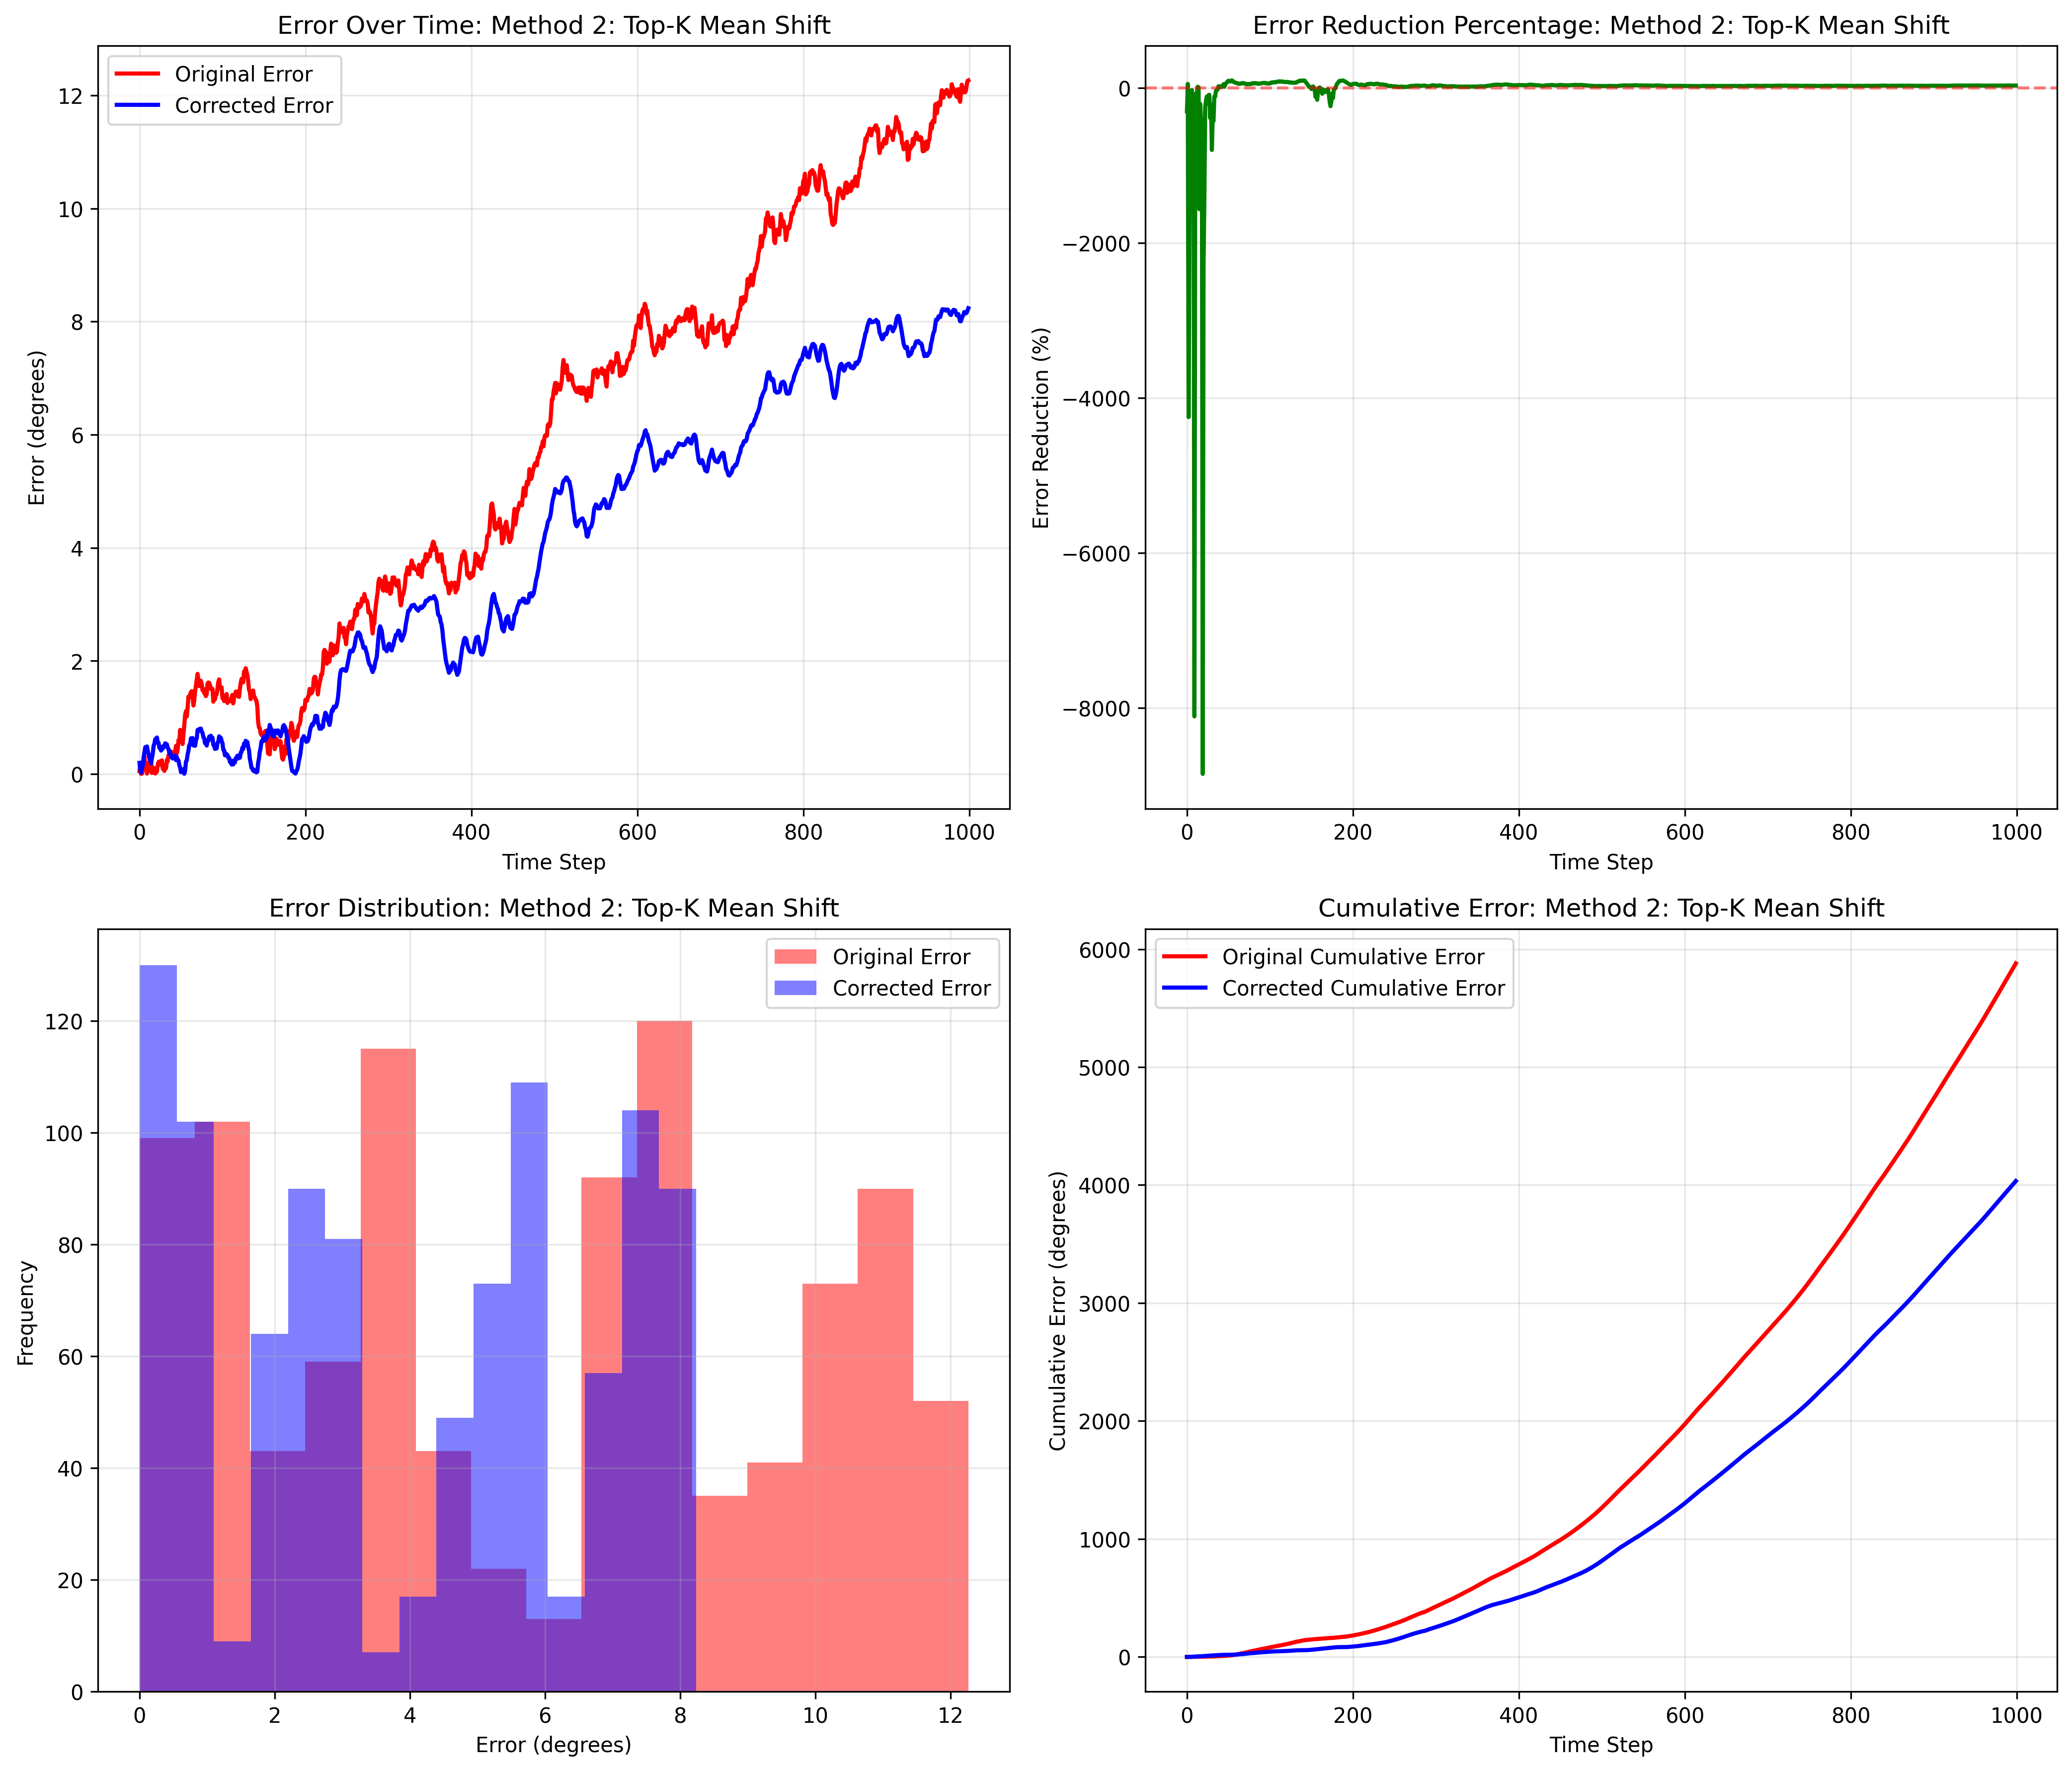 Error Over Time: Method 2: Top-K Mean Shift
Original Error
Corrected Error
12
10
8
6
4
2
0
Error (degrees)
0 200 400 600 800 1000
Time Step
Error Reduction Percentage: Method 2: Top-K Mean Shift
0
−2000
−4000
−6000
−8000
Error Reduction (%)
0 200 400 600 800 1000
Time Step
Error Distribution: Method 2: Top-K Mean Shift
Original Error
Corrected Error
120
100
80
60
40
20
0
Frequency
0 2 4 6 8 10 12
Error (degrees)
Cumulative Error: Method 2: Top-K Mean Shift
Original Cumulative Error
Corrected Cumulative Error
6000
5000
4000
3000
2000
1000
0
Cumulative Error (degrees)
0 200 400 600 800 1000
Time Step